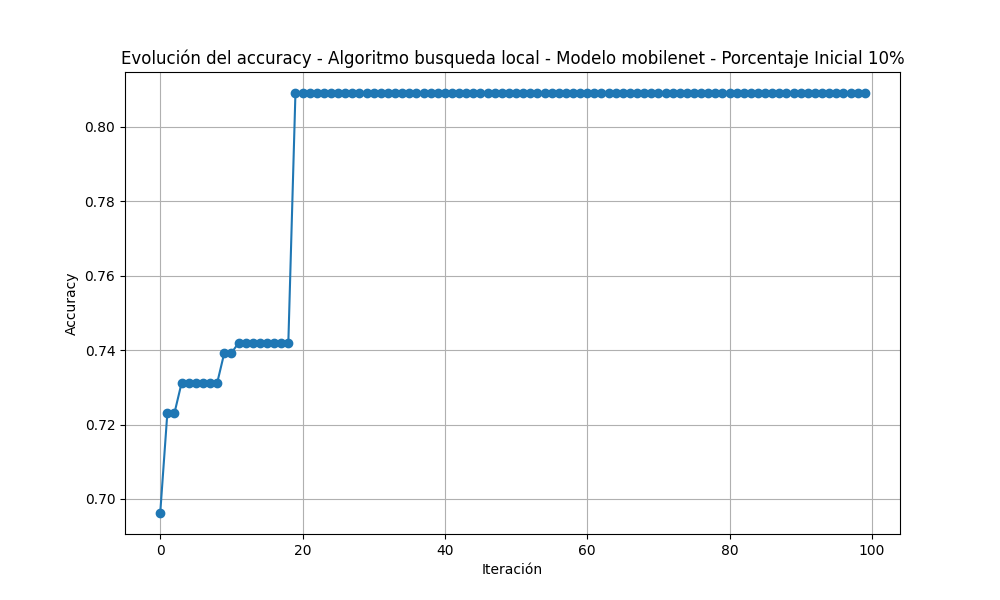 Evolución del accuracy - Algoritmo busqueda local - Modelo mobilenet - Porcentaje Inicial 10%
0.80
0.78
0.76
0.74
0.72
0.70
Accuracy
0 20 40 60 80 100
Iteración